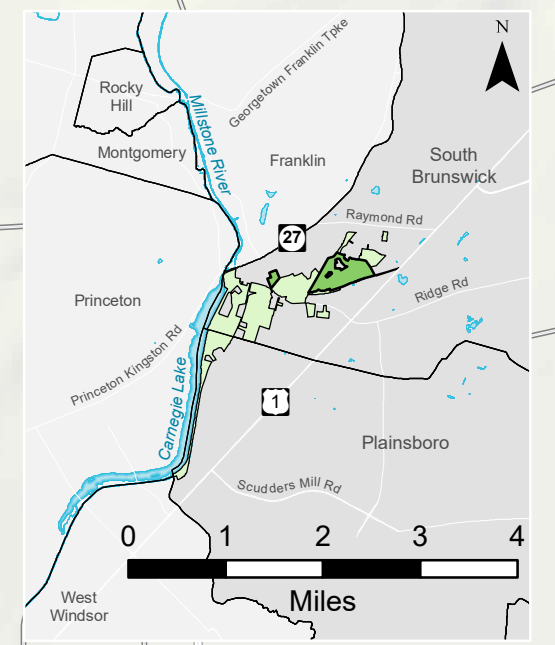 N
Georgetown Franklin Tpke
Rocky
Hill
Millstone River
Montgomery
Franklin
South
Brunswick
Raymond Rd
27
Princeton
Ridge Rd
Princeton Kingston Rd
Carnegie Lake
1
Plainsboro
Scudders Mill Rd
0 1 2 3 4
Miles
West
Windsor